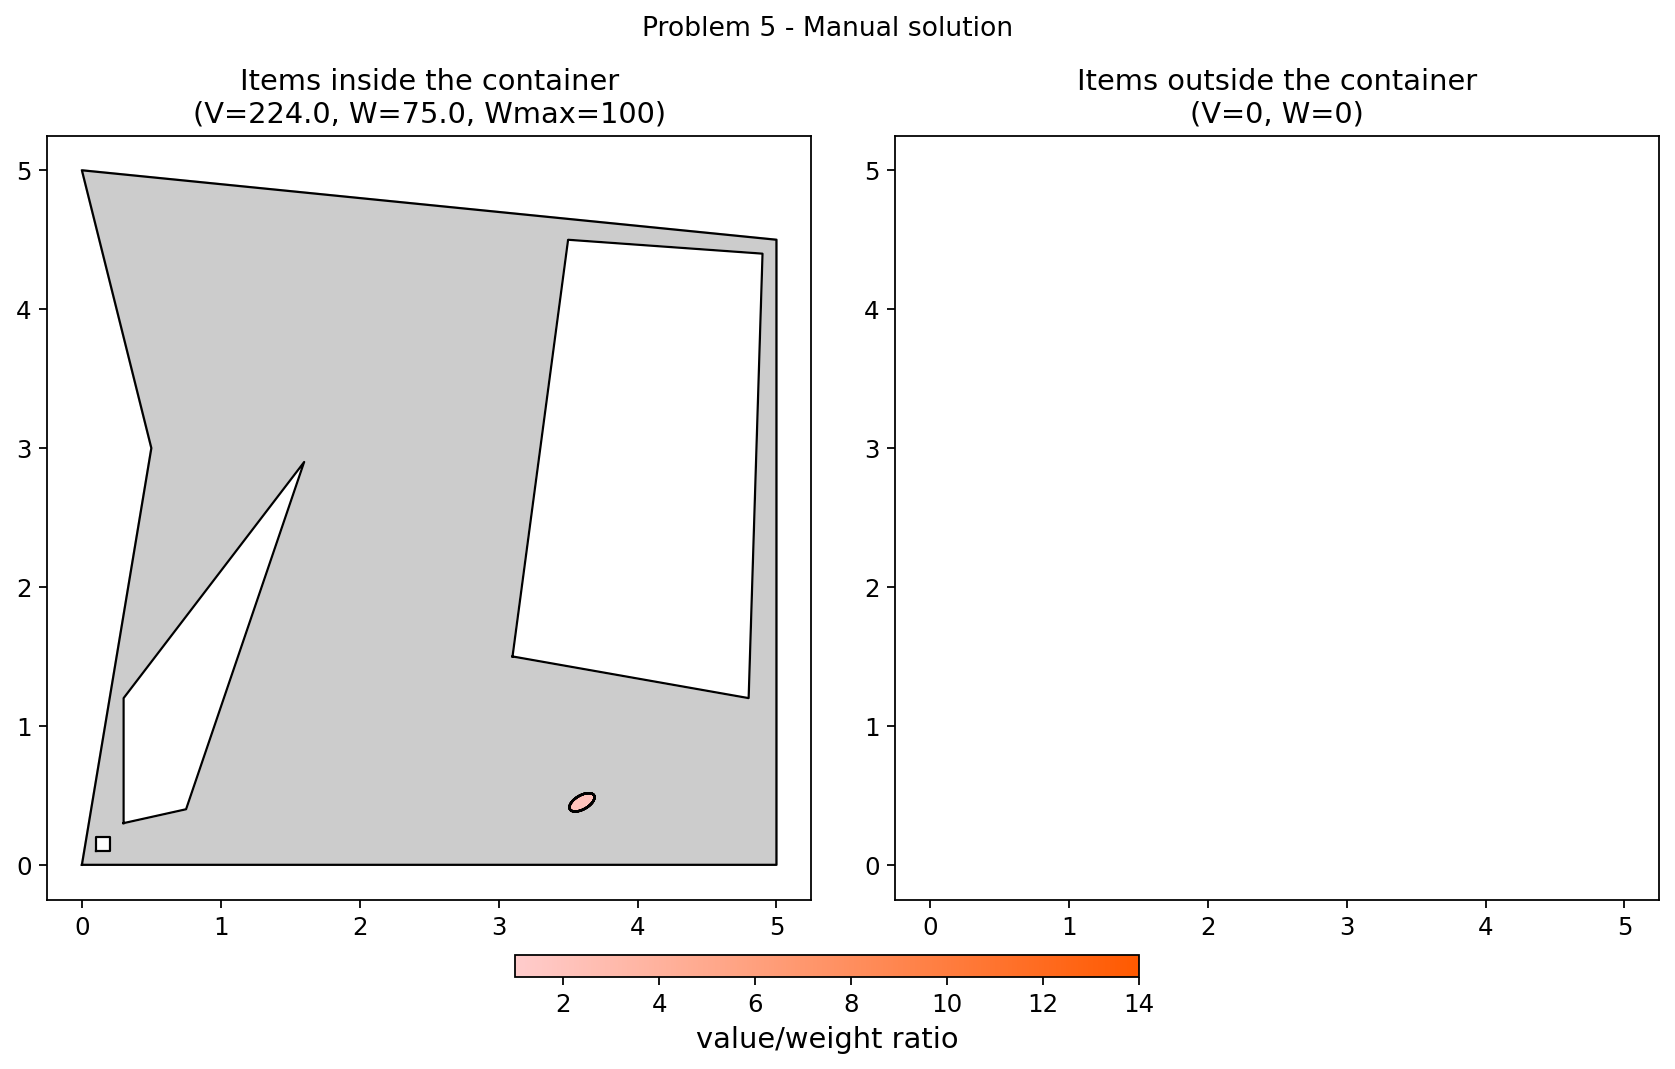 Problem 5 - Manual solution
Items inside the container
(V=224.0, W=75.0, Wmax=100)
5
4
3
2
1
0
0 1 2 3 4 5
Items outside the container
(V=0, W=0)
5
4
3
2
1
0
0 1 2 3 4 5
2 4 6 8 10 12 14
value/weight ratio